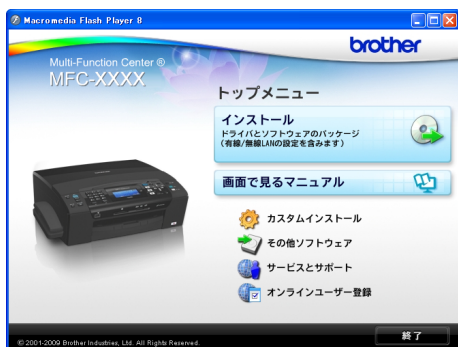 Macromedia Flash Player 8
brother
Multi-Function Center ®
MFC-XXXX
トップメニュー
インストール
ドライバとソフトウェアのパッケージ
(有線/無線LANの設定を含みます)
画面で見るマニュアル
カスタムインストール
その他ソフトウェア
サービスとサポート
オンラインユーザー登録
© 2001-2009 Brother Industries, Ltd. All Rights Reserved.
終了